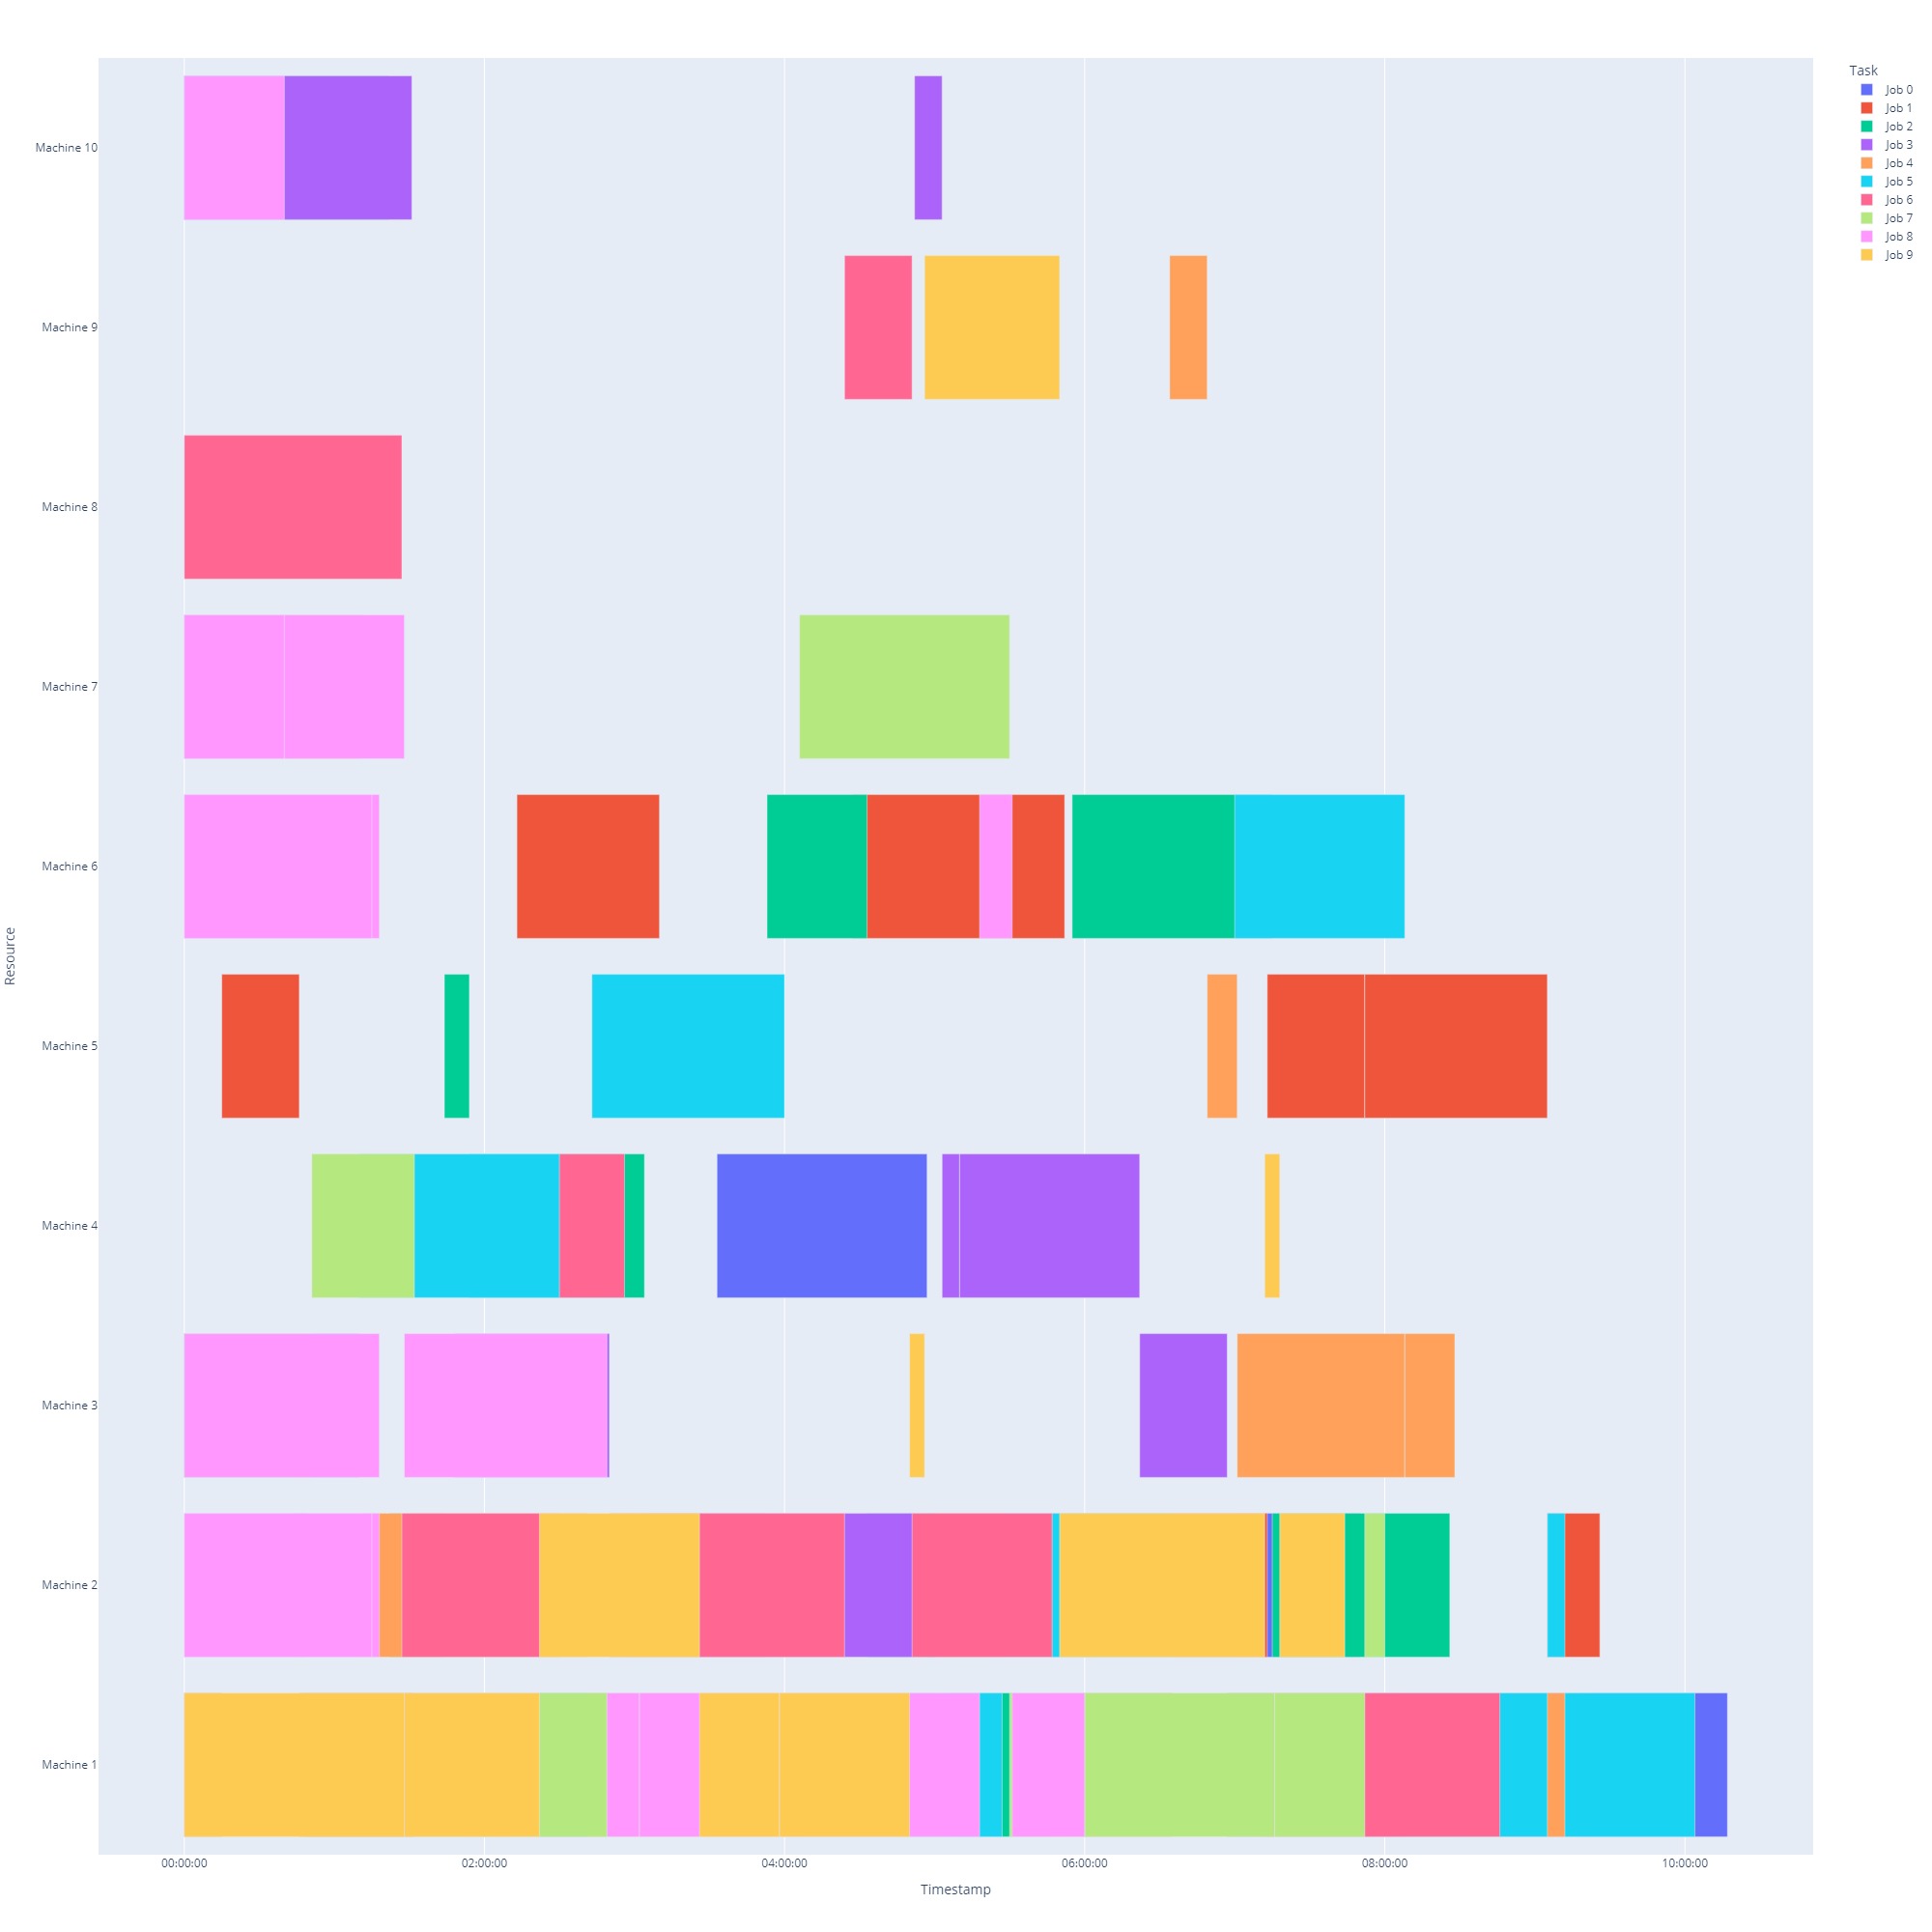 Task
Job 0
Job 1
Job 2
Job 3
Job 4
Job 5
Job 6
Job 7
Job 8
Job 9
Resource
Machine 10
Machine 9
Machine 8
Machine 7
Machine 6
Machine 5
Machine 4
Machine 3
Machine 2
Machine 1
00:00:00 02:00:00 04:00:00 06:00:00 08:00:00 10:00:00
Timestamp